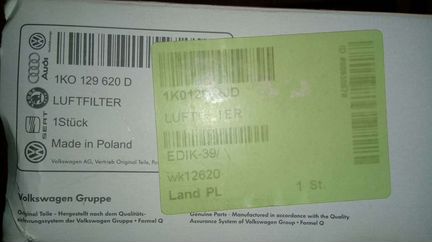 Audi
1KO 129 620 D
LUFTFILTER
SEAT
1Stück
Made in Poland
Volkswagen AG, Vertrieb Original Teile,
Volkswagen Gruppe
Original Teile - Hergestellt nach dem Qualitäts-
sicherungssystem der Volkswagen Gruppe • Formel Q
LUFTFILTER
EDIK-39/
wk12620
Land PL
1 St.
Genuine Parts - Manufactured in accordance with the Quality
Assurance System of Volkswagen Group • Formel Q